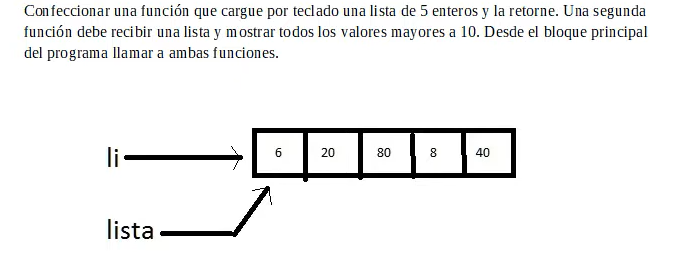 Confeccionar una función que cargue por teclado una lista de 5 enteros y la retorne. Una segunda
función debe recibir una lista y mostrar todos los valores mayores a 10. Desde el bloque principal
del programa llamar a ambas funciones.
li
6 20 80 8 40
lista